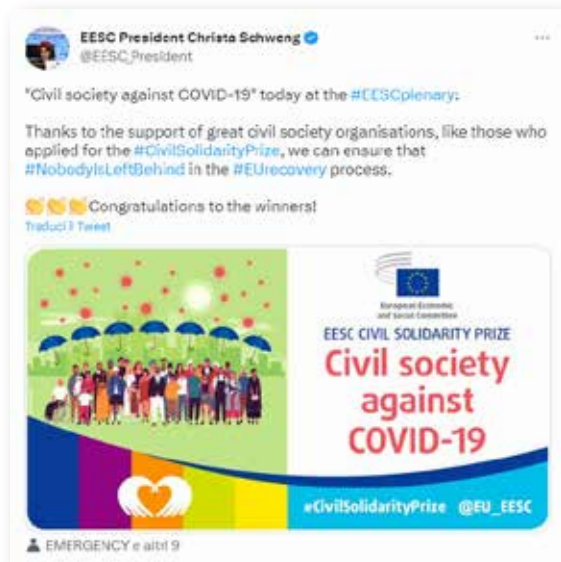 EESC President Christa Schweng
@EESC_President
"Civil society against COVID-19" today at the #EESCplenary.
Thanks to the support of great civil society organisations, like those who
applied for the #CivilSolidarityPrize, we can ensure that
#NobodyIsLeftBehind in the #EUrecovery process.
👏👏👏Congratulations to the winners!
Traduci il Tweet
European Economic
and Social Committee
EESC CIVIL SOLIDARITY PRIZE
Civil society
against
COVID-19
#CivilSolidarityPrize @EU_EESC
EMERGENCY e altri 9